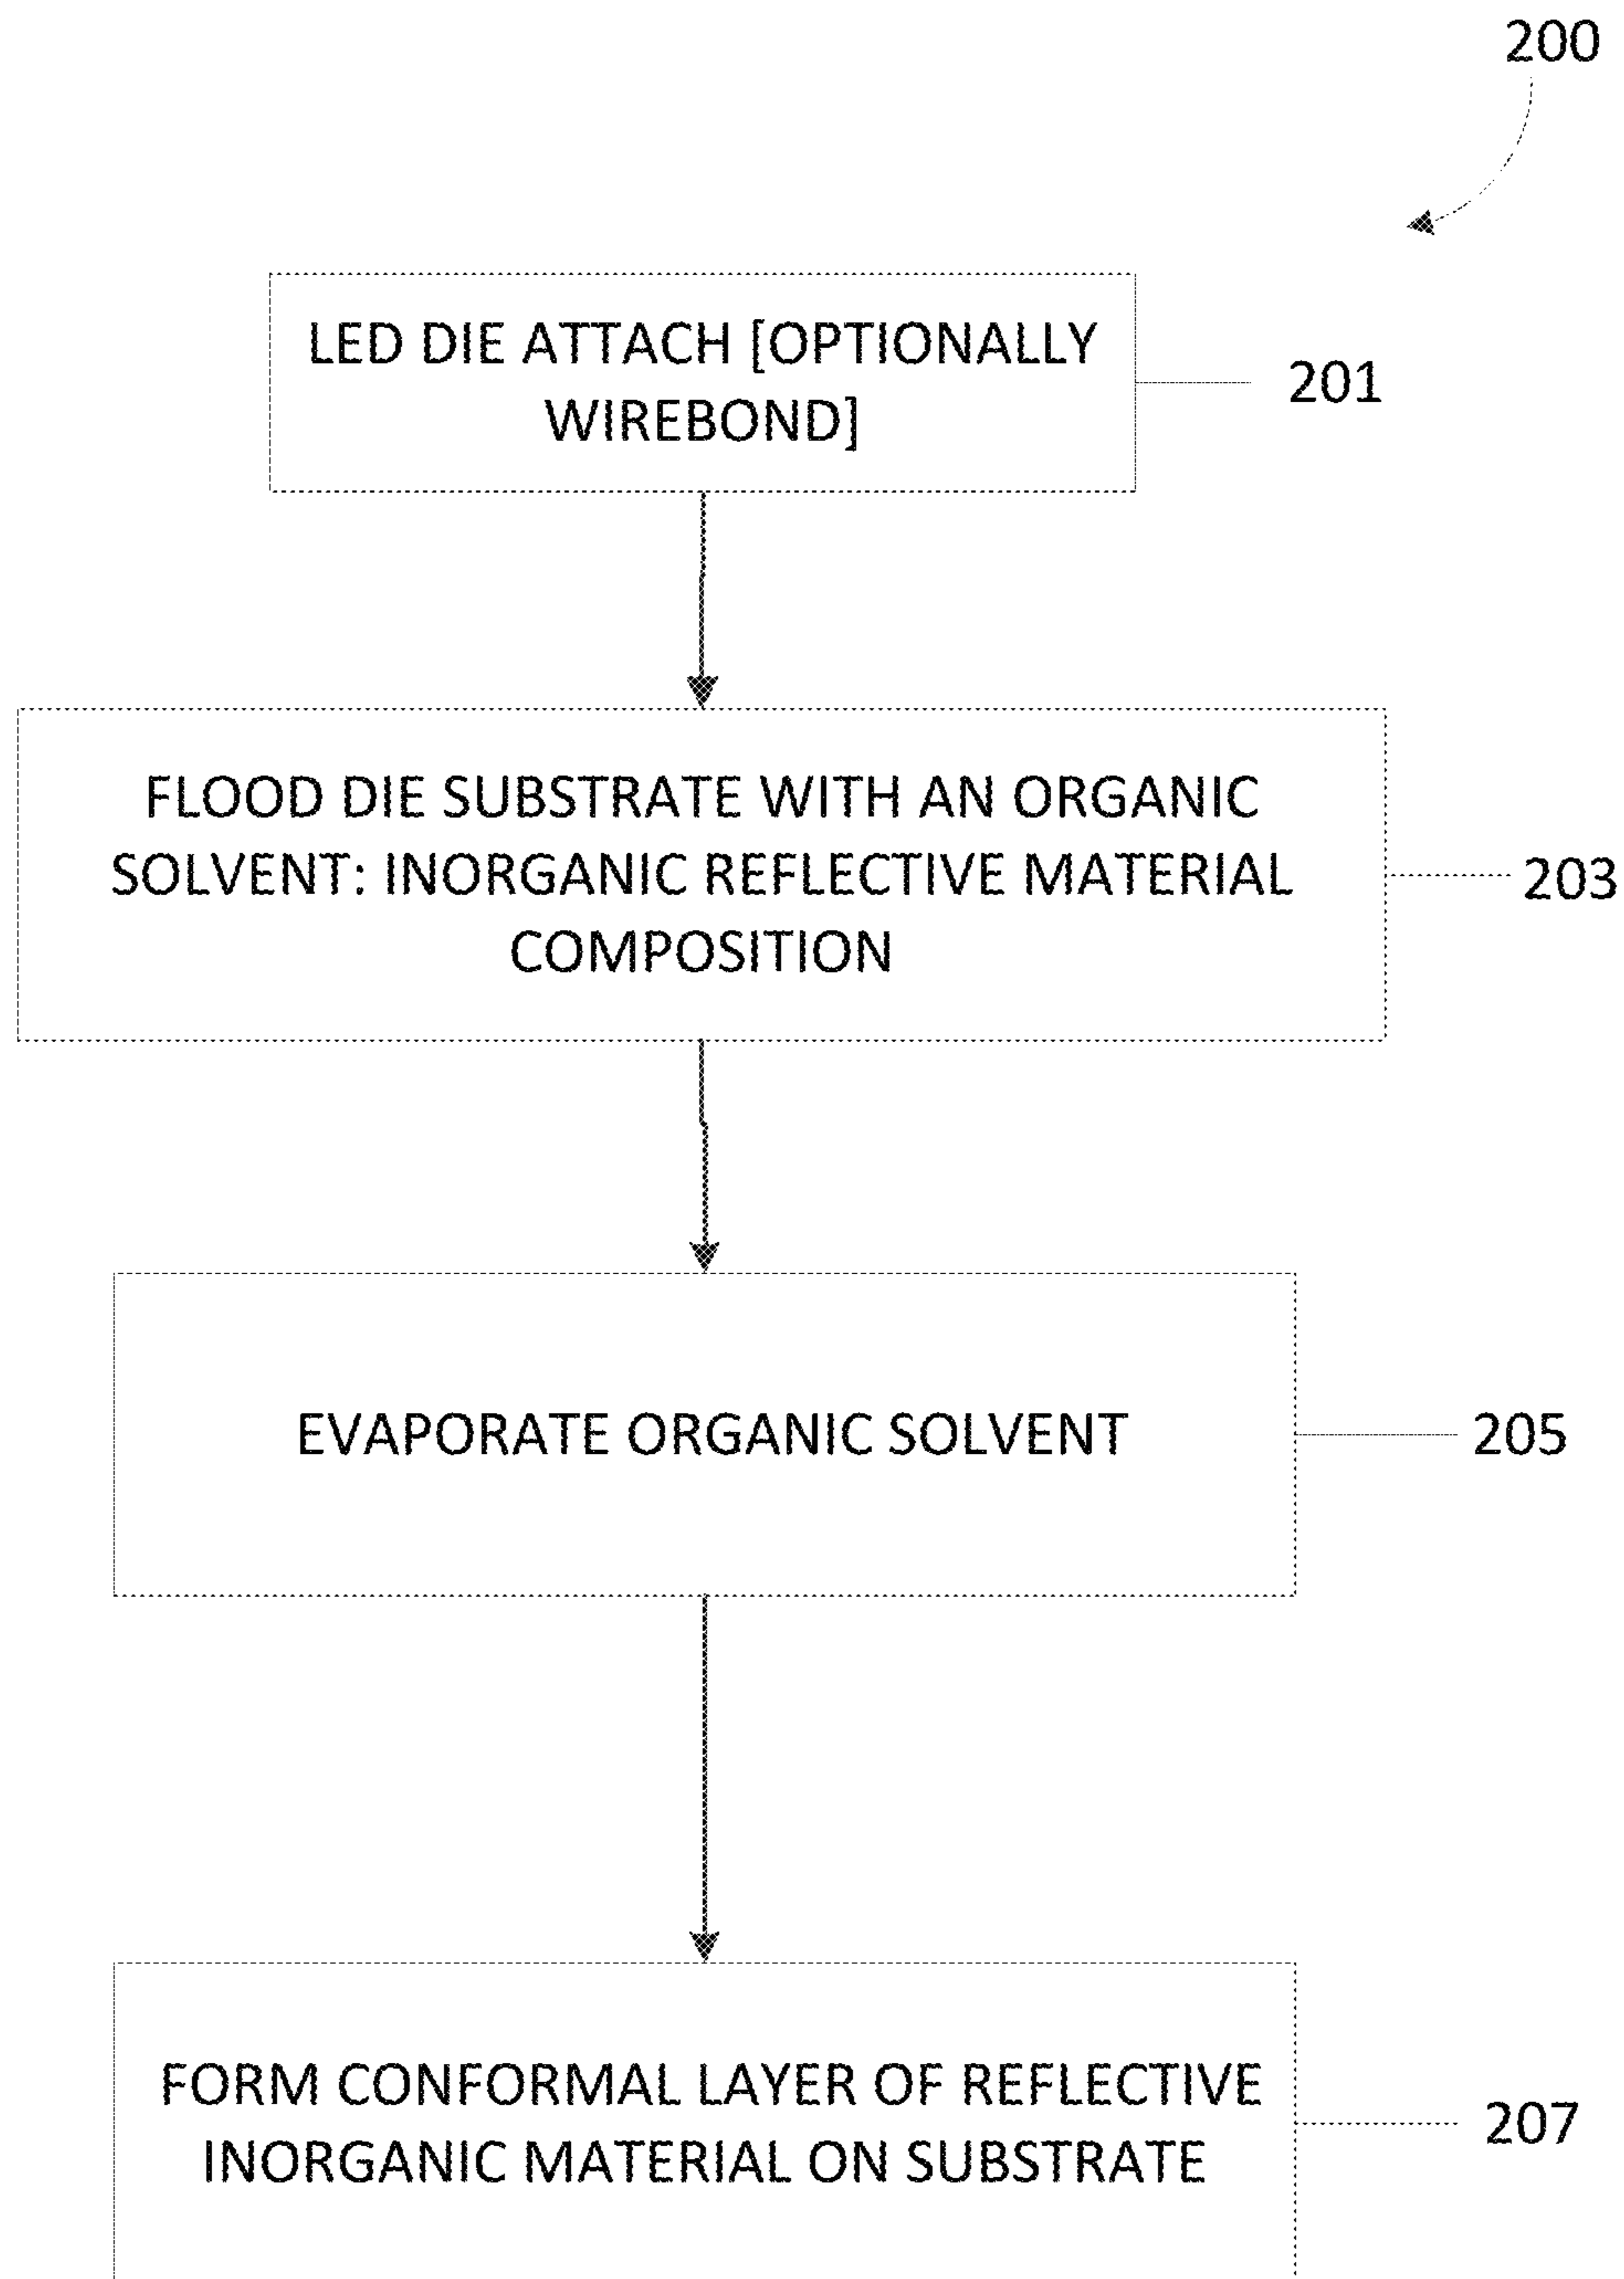 200
LED DIE ATTACH [OPTIONALLY
WIREBOND]
201
FLOOD DIE SUBSTRATE WITH AN ORGANIC
SOLVENT: INORGANIC REFLECTIVE MATERIAL
COMPOSITION
203
EVAPORATE ORGANIC SOLVENT
205
FORM CONFORMAL LAYER OF REFLECTIVE
INORGANIC MATERIAL ON SUBSTRATE
207